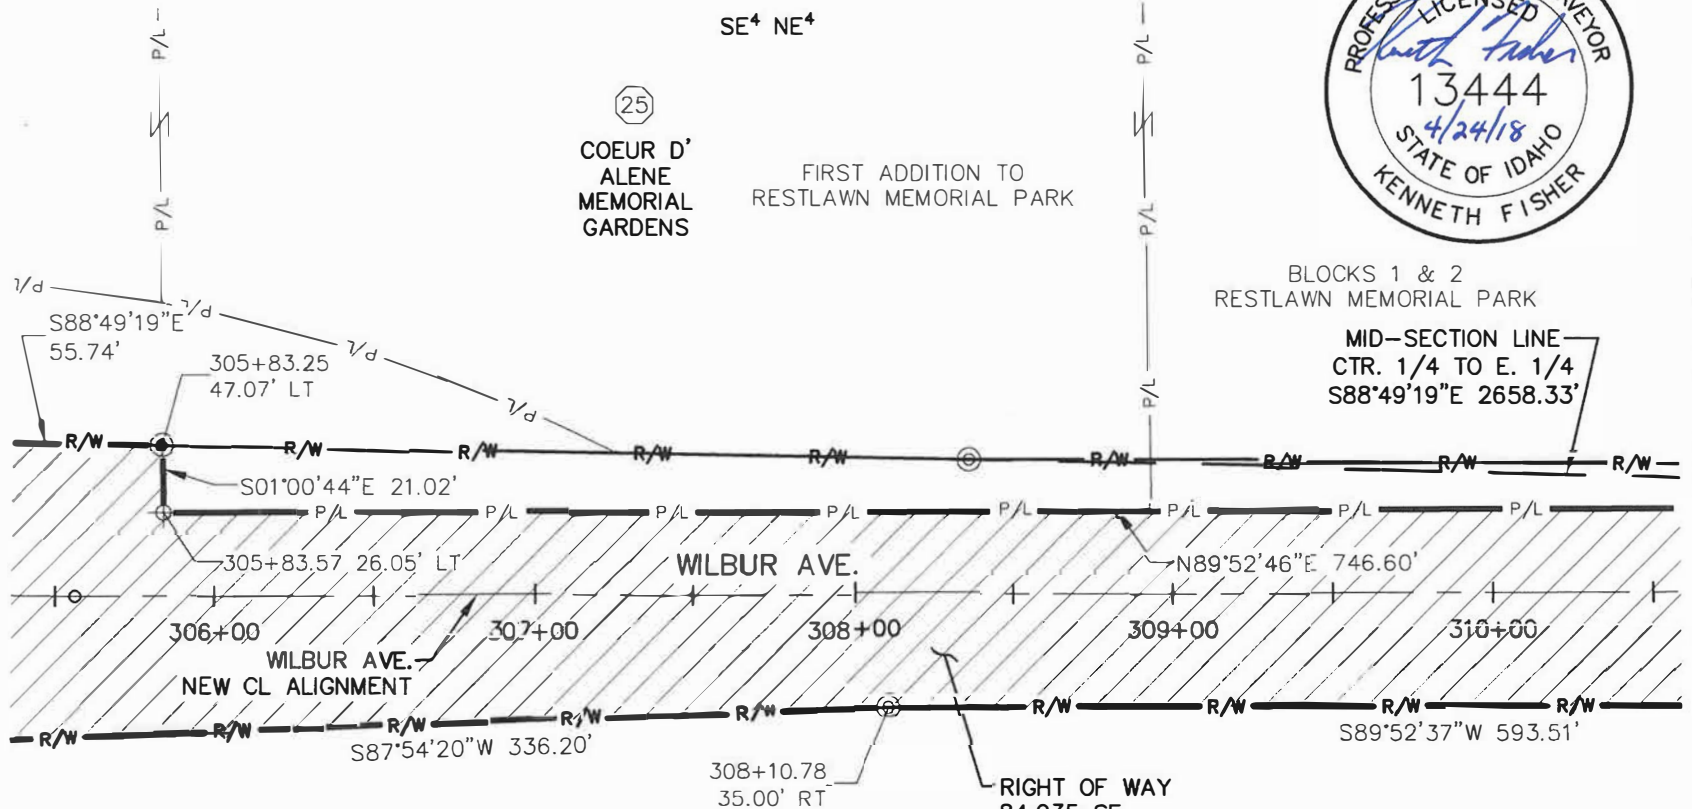 SE⁴ NE⁴
P/L
P/L
PROFESS
VEYOR
LICENSED
Kenneth Fisher
13444
4/24/18
STATE OF IDAHO
KENNETH FISHER
25
COEUR D'
ALENE
MEMORIAL
GARDENS
FIRST ADDITION TO
RESTLAWN MEMORIAL PARK
P/L
P/L
BLOCKS 1 & 2
RESTLAWN MEMORIAL PARK
P/L
P/L
P/L
P/L
P/L
S88°49'19"E
55.74'
305+83.25
47.07' LT
MID-SECTION LINE
CTR. 1/4 TO E. 1/4
S88°49'19"E 2658.33'
R/W R/W R/W R/W R/W R/W R/W R/W R/W
S01°00'44"E 21.02'
P/L P/L P/L P/L P/L P/L P/L P/L
305+83.57 26.05' LT
WILBUR AVE.
N89°52'46"E 746.60'
306+00 307+00 308+00 309+00 310+00
WILBUR AVE.
NEW CL ALIGNMENT
R/W R/W R/W R/W R/W R/W R/W R/W R/W
S87°54'20"W 336.20'
S89°52'37"W 593.51'
308+10.78
35.00' RT
RIGHT OF WAY